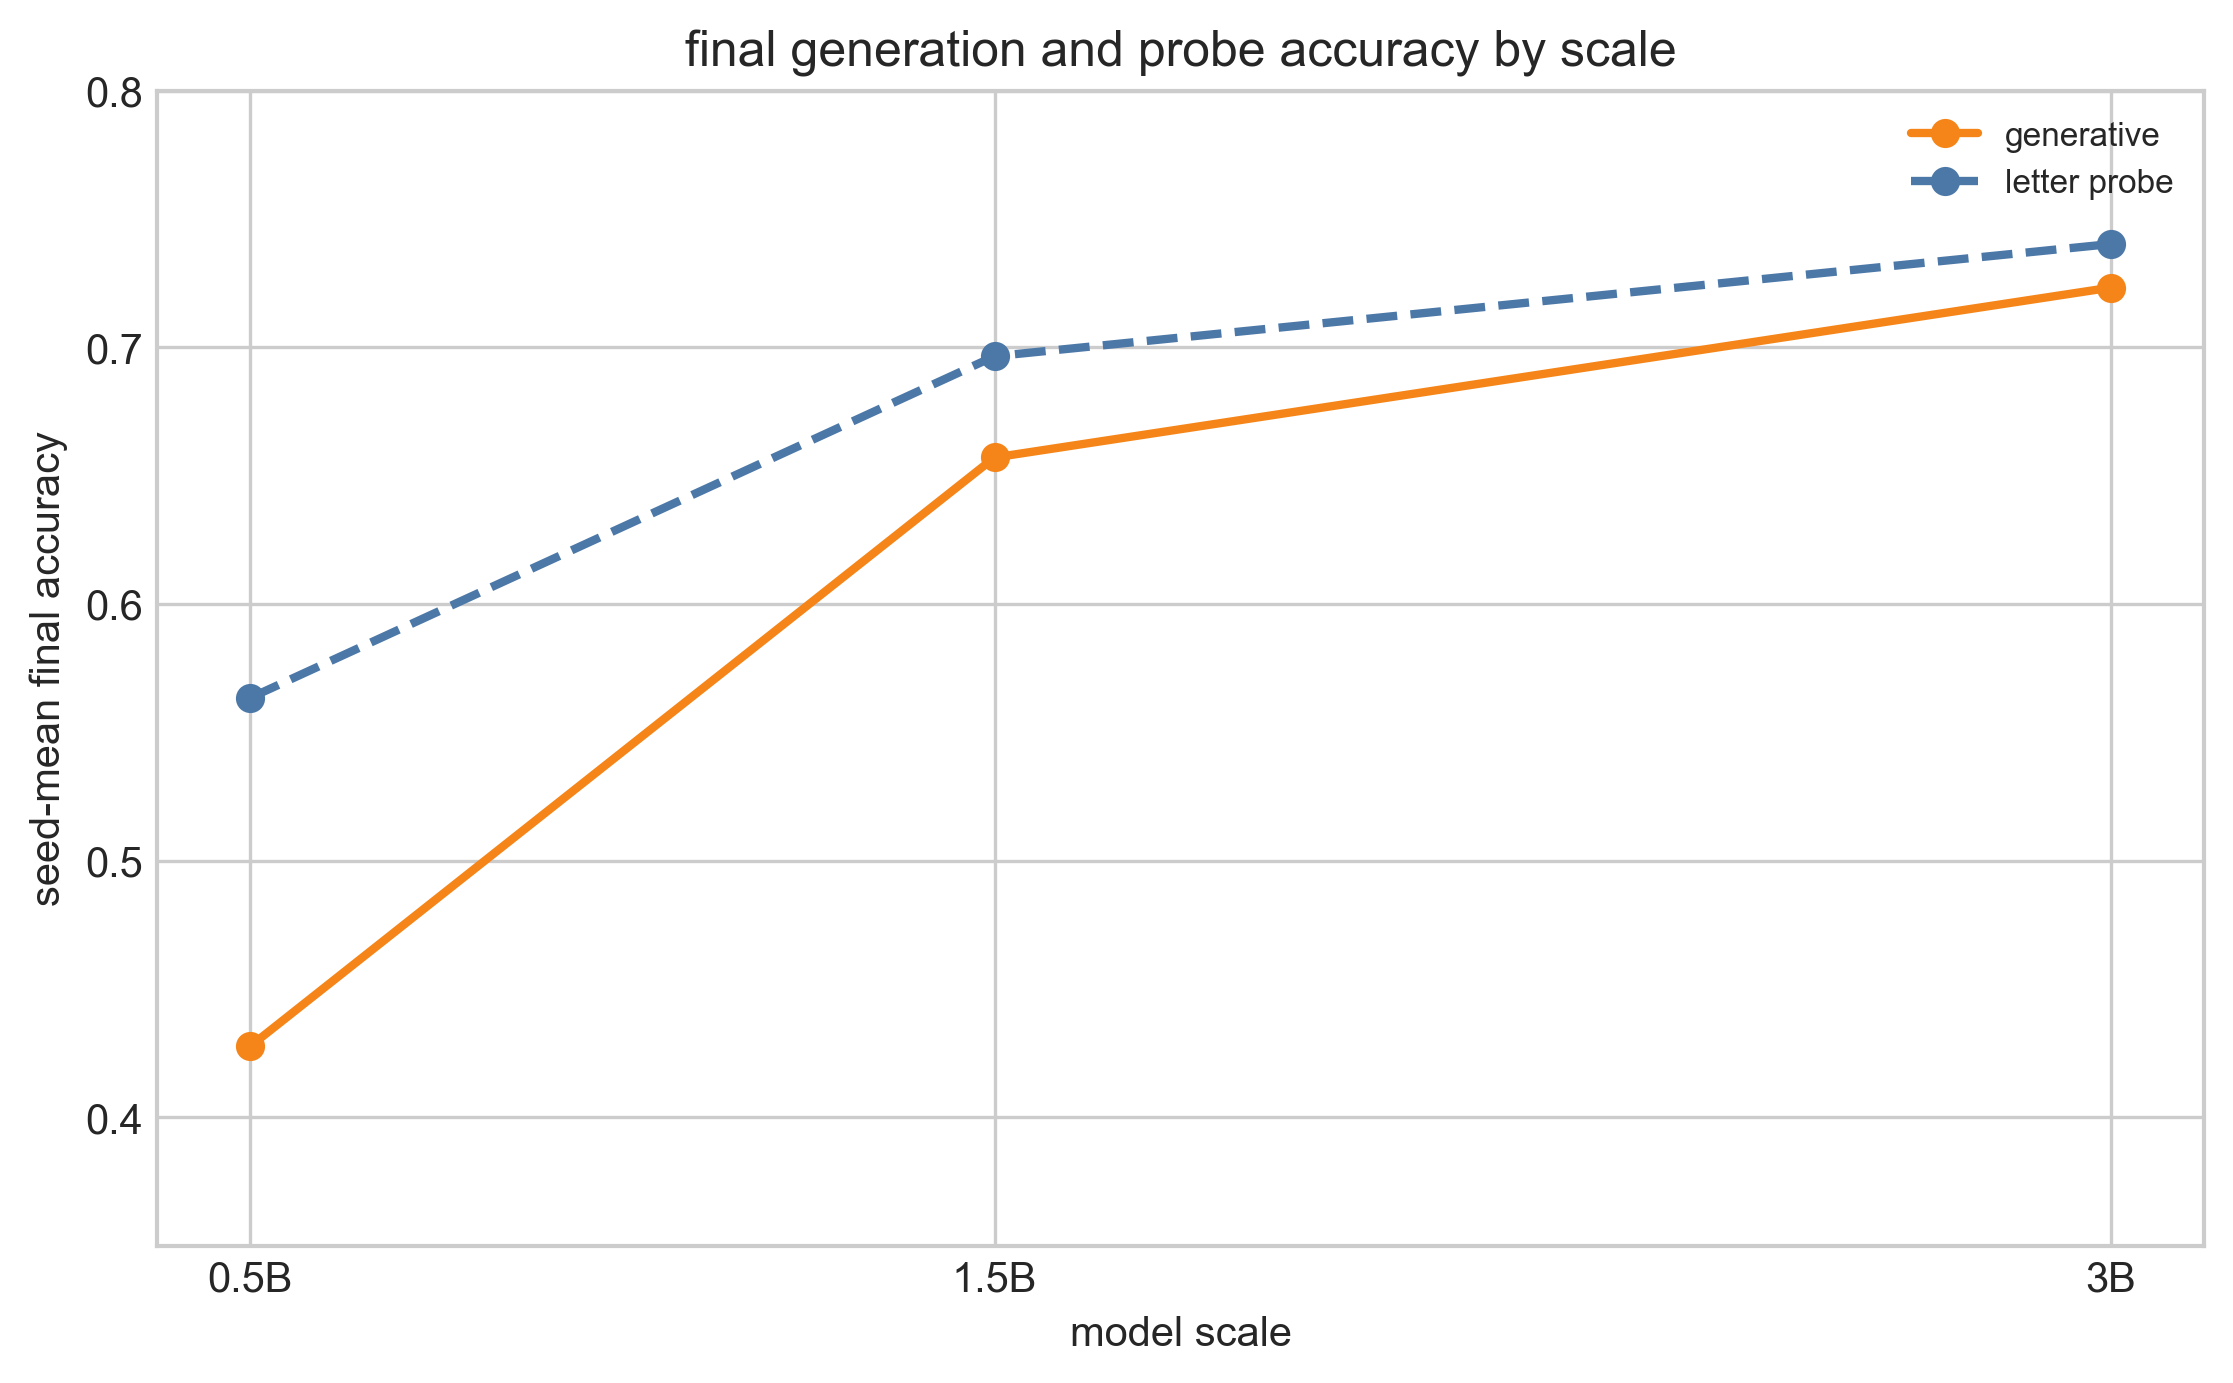 final generation and probe accuracy by scale
0.8
generative
letter probe
0.7
0.6
0.5
0.4
seed-mean final accuracy
0.5B
1.5B
3B
model scale